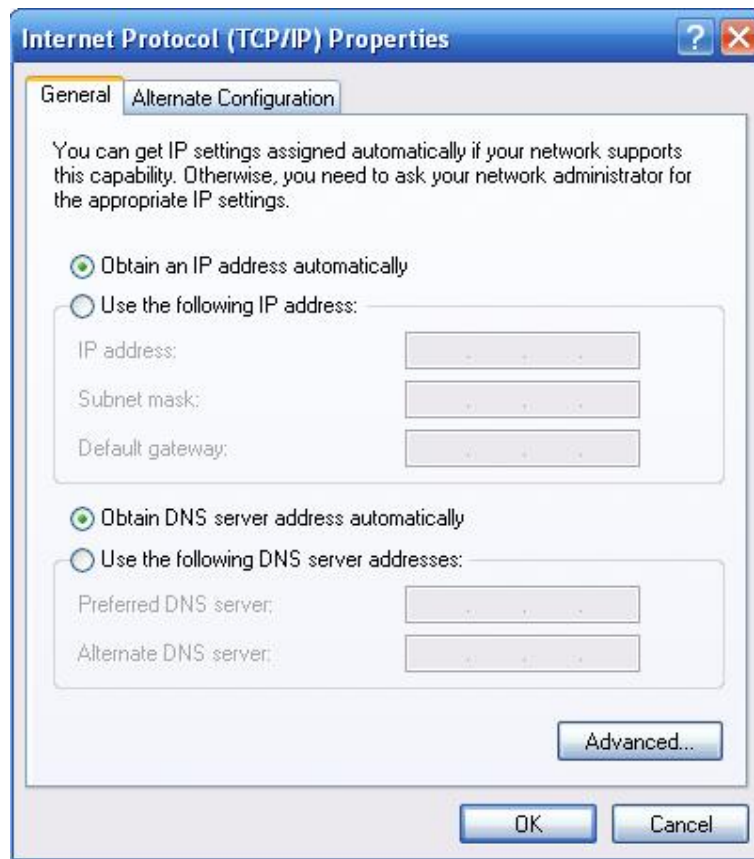 Internet Protocol (TCP/IP) Properties
General
Alternate Configuration
You can get IP settings assigned automatically if your network supports
this capability. Otherwise, you need to ask your network administrator for
the appropriate IP settings.
Obtain an IP address automatically
Use the following IP address:
IP address:
Subnet mask:
Default gateway:
Obtain DNS server address automatically
Use the following DNS server addresses:
Preferred DNS server:
Alternate DNS server:
Advanced...
OK
Cancel